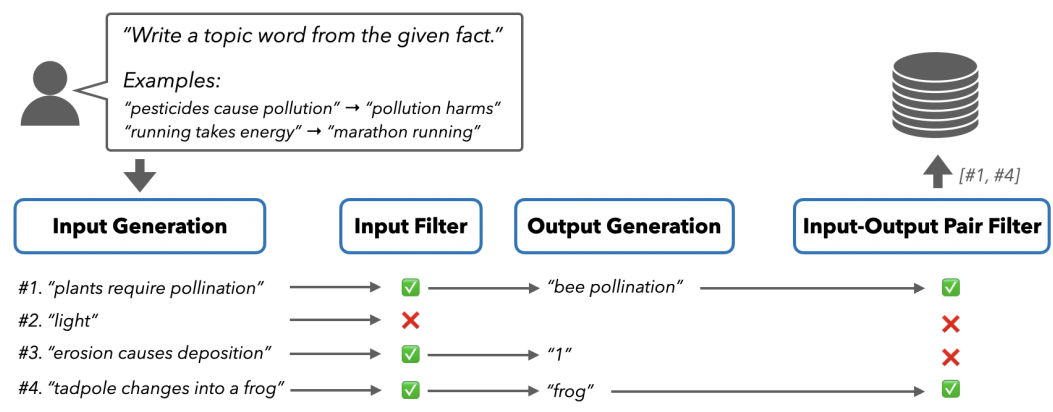 “Write a topic word from the given fact.”
Examples:
“pesticides cause pollution” → “pollution harms”
“running takes energy” → “marathon running”
[#1, #4]
Input Generation
Input Filter
Output Generation
Input-Output Pair Filter
#1. “plants require pollination”
“bee pollination”
#2. “light”
#3. “erosion causes deposition”
“1”
#4. “tadpole changes into a frog”
“frog”